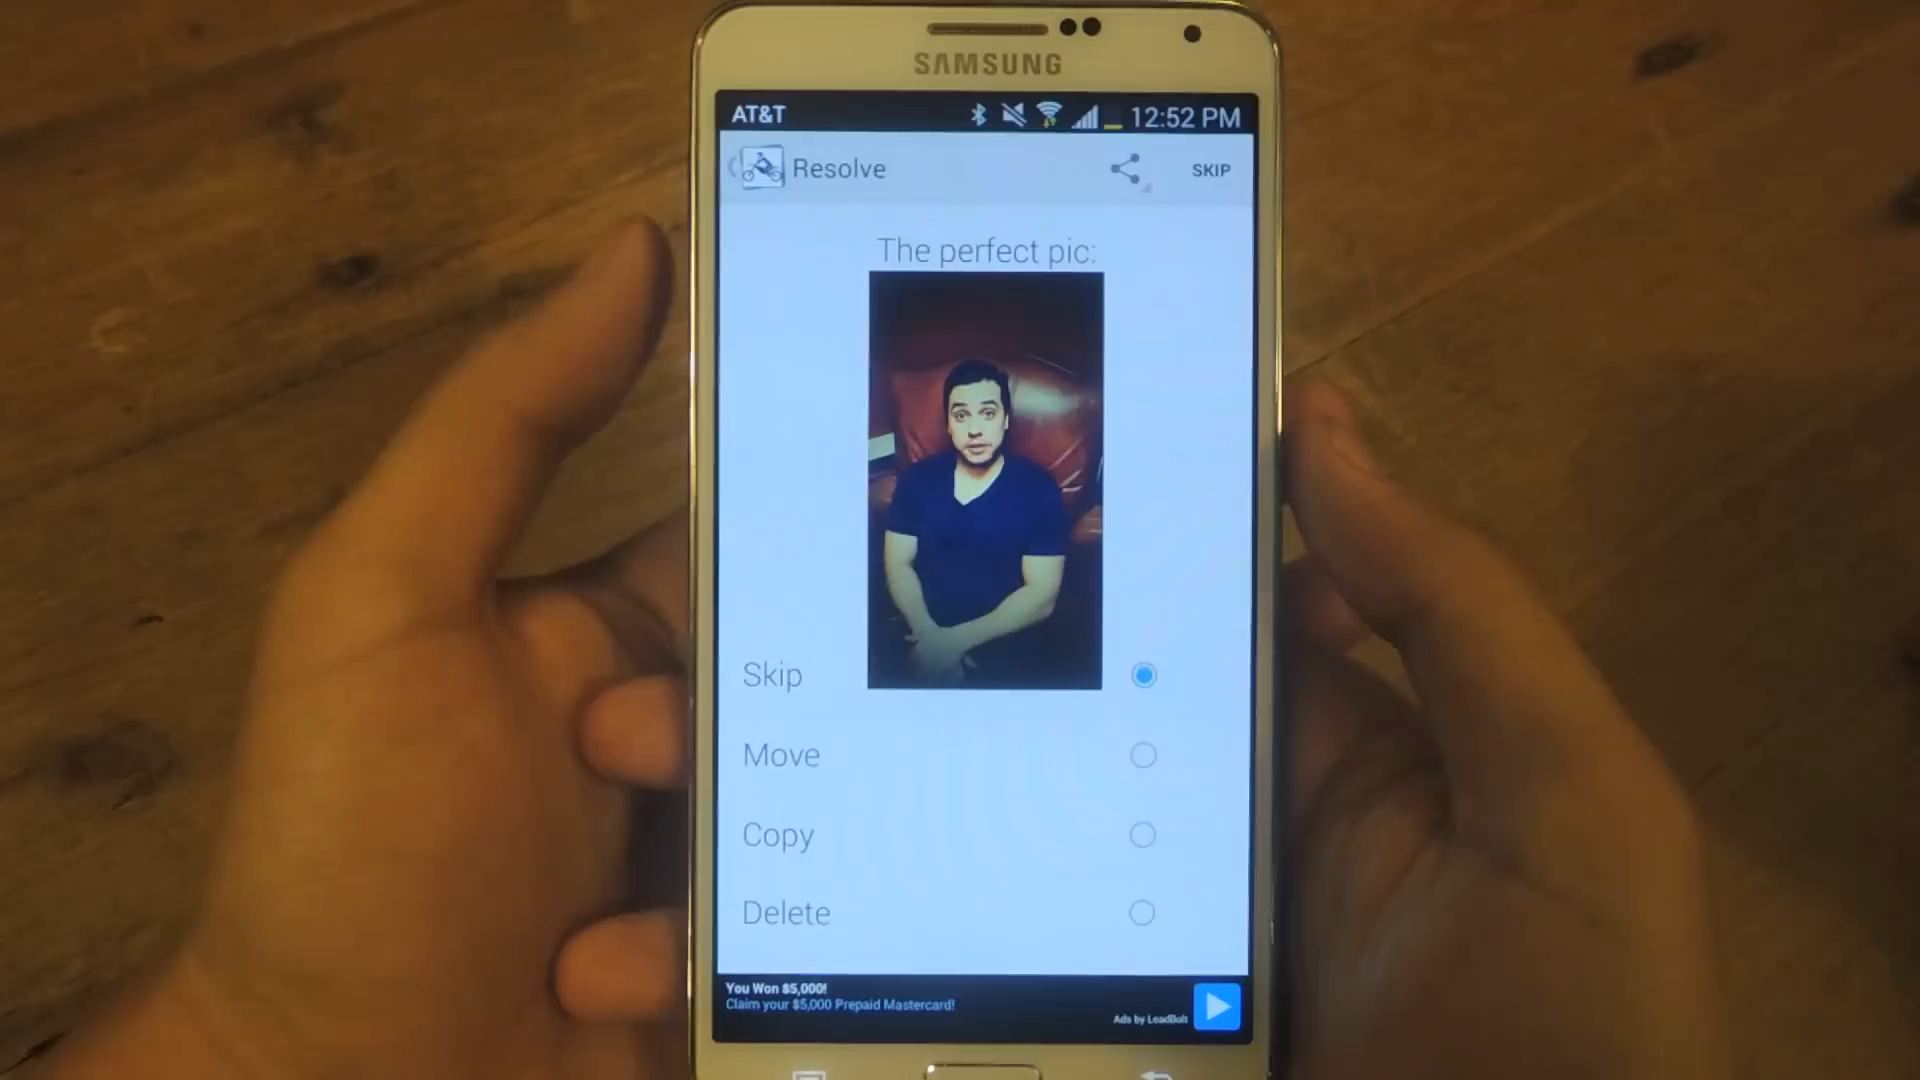 SAMSUNG
AT&T 12:52 PM
Resolve SKIP
The perfect pic:
Skip
Move
Copy
Delete
You Won $5,000!
Claim your $5,000 Prepaid Mastercard!
Ads by LeadBolt